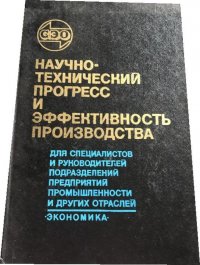 СЭО
НАУЧНО-
ТЕХНИЧЕСКИЙ
ПРОГРЕСС
И
ЭФФЕКТИВНОСТЬ
ПРОИЗВОДСТВА
ДЛЯ СПЕЦИАЛИСТОВ
И РУКОВОДИТЕЛЕЙ
ПОДРАЗДЕЛЕНИЙ
ПРЕДПРИЯТИЙ
ПРОМЫШЛЕННОСТИ
И ДРУГИХ ОТРАСЛЕЙ
·ЭКОНОМИКА·